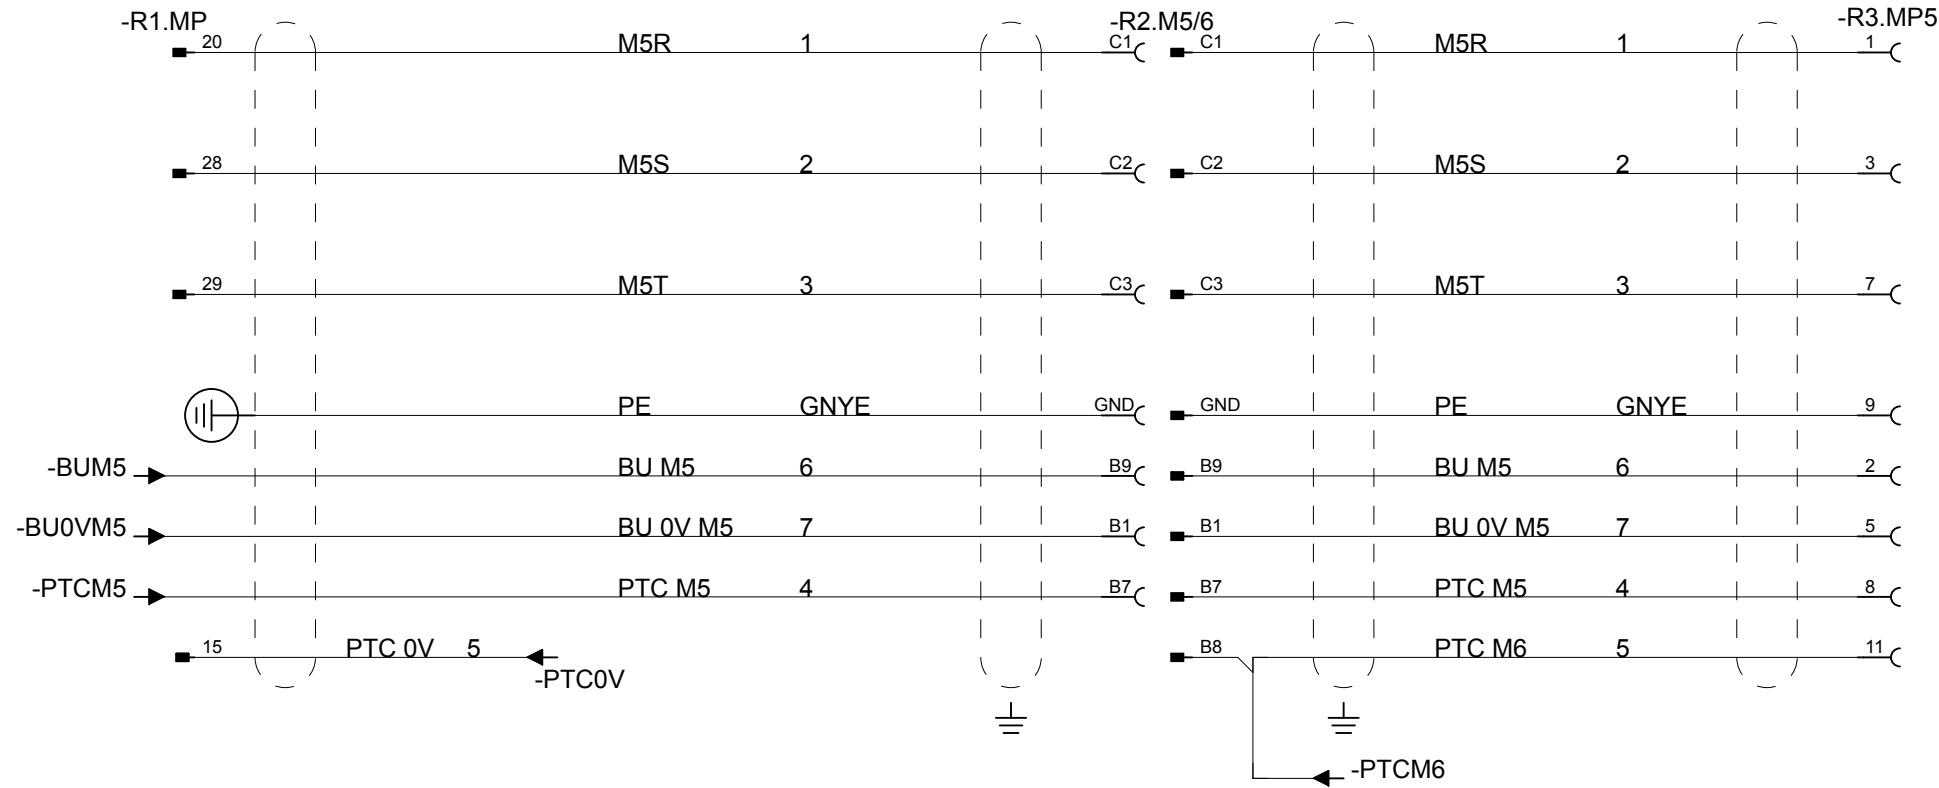 -R1.MP -R2.M5/6 -R3.MP5
20 M5R 1 C1 C1 M5R 1 1
28 M5S 2 C2 C2 M5S 2 3
29 M5T 3 C3 C3 M5T 3 7
PE GNYE GND GND PE GNYE 9
-BUM5 BU M5 6 B9 B9 BU M5 6 2
-BU0VM5 BU 0V M5 7 B1 B1 BU 0V M5 7 5
-PTCM5 PTC M5 4 B7 B7 PTC M5 4 8
15 PTC 0V 5 B8 PTC M6 5 11
-PTC0V
-PTCM6